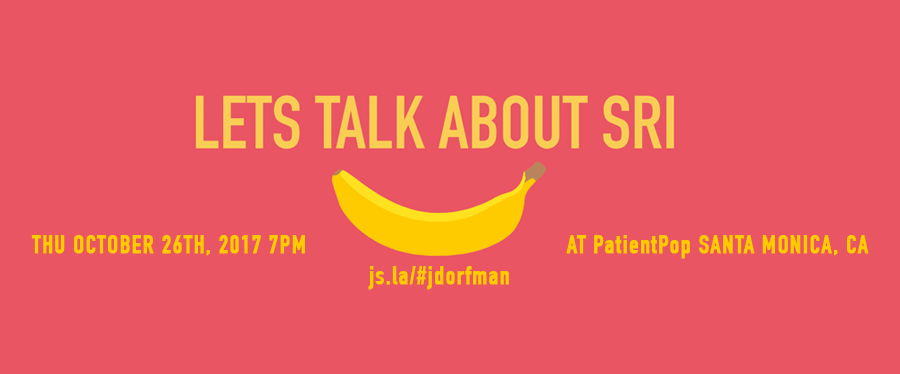 LETS TALK ABOUT SRI
THU OCTOBER 26TH, 2017 7PM
AT PatientPop SANTA MONICA, CA
js.la/#jdorfman